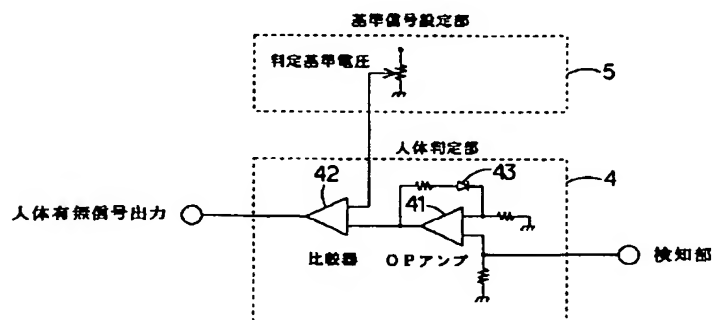 基準信号設定部
判定基準電圧
5
人体判定部
42
43
41
4
人体有無信号出力
比較器
OPアンプ
検知部